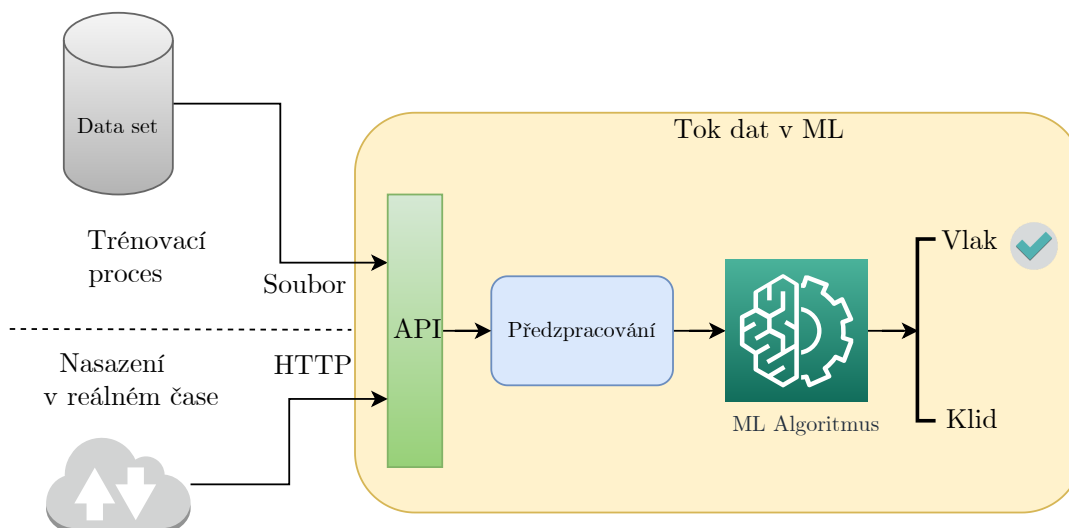 Data set
Tok dat v ML
Trénovací
proces
Soubor
Vlak
API
Předzpracování
HTTP
Nasazení
v reálném čase
ML Algoritmus
Klid